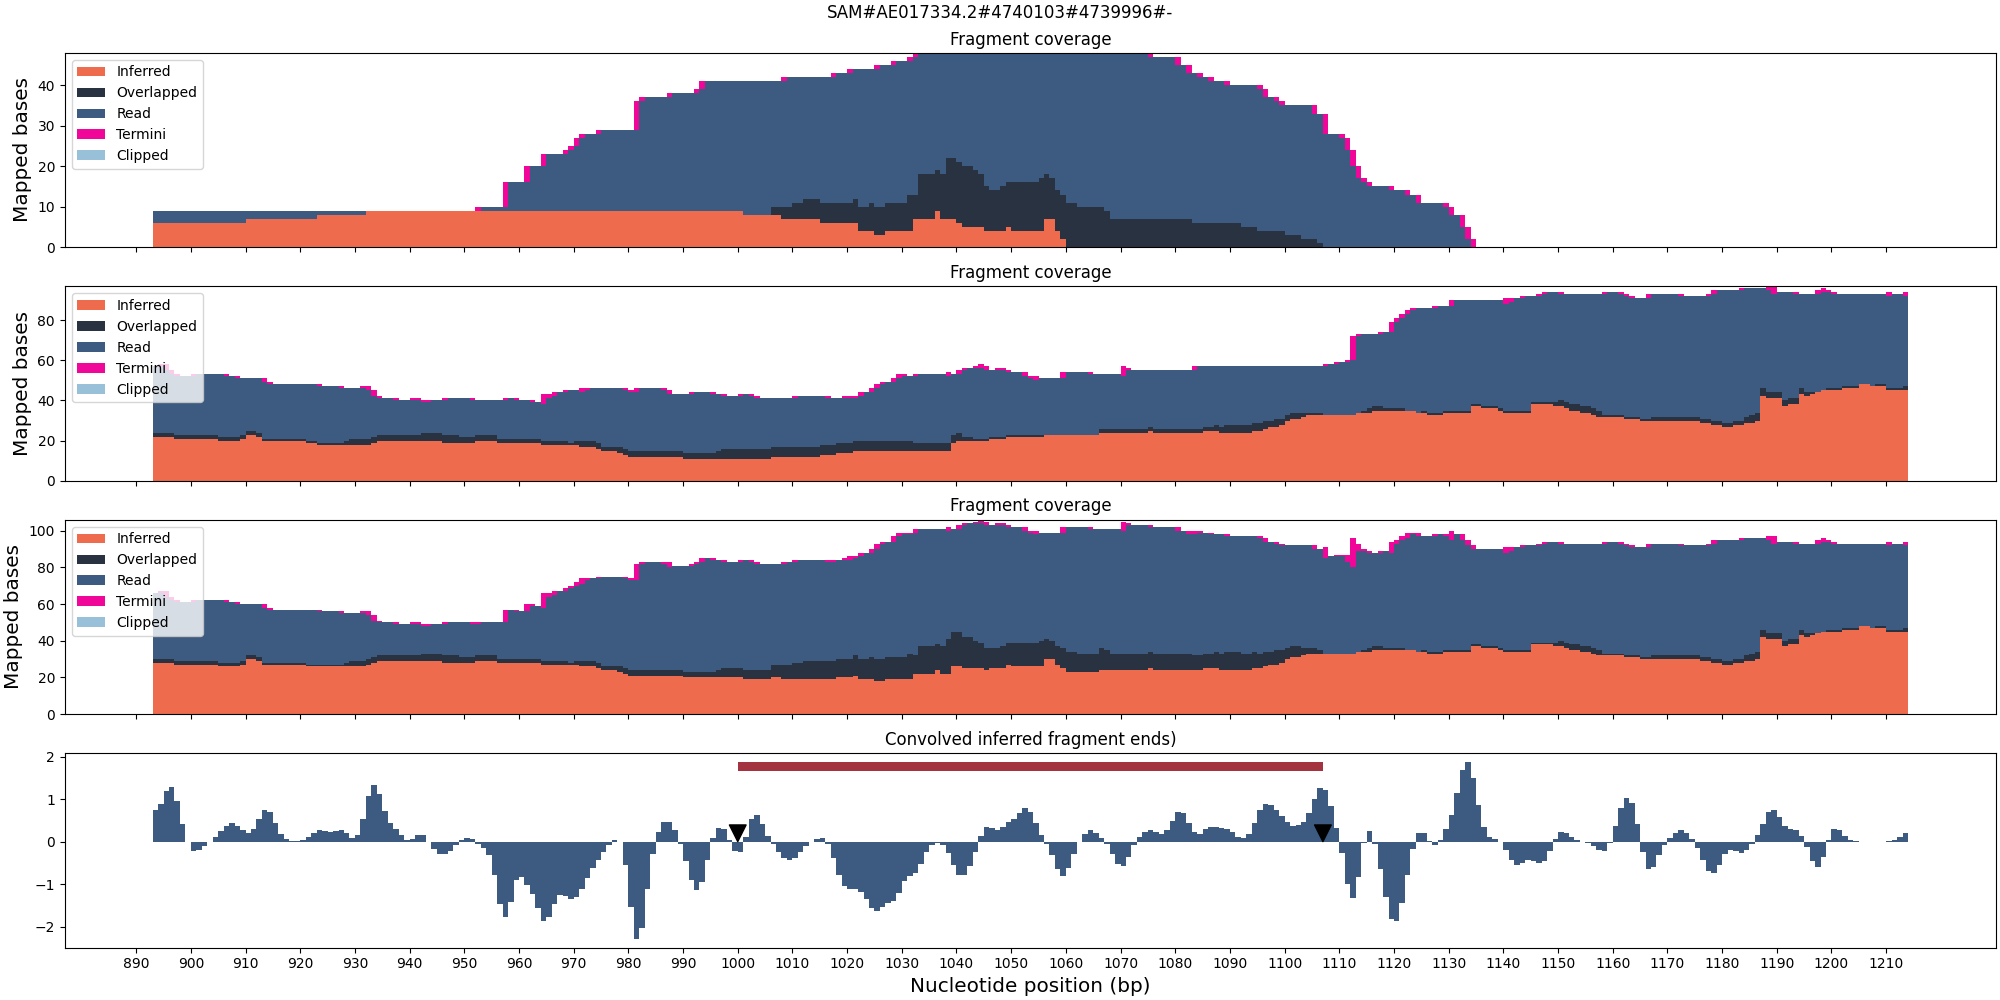 SAM#AE017334.2#4740103#4739996#-
Fragment coverage
Mapped bases
40
30
20
10
0
Inferred
Overlapped
Read
Termini
Clipped
Fragment coverage
Mapped bases
80
60
40
20
0
Inferred
Overlapped
Read
Termini
Clipped
Fragment coverage
Mapped bases
100
80
60
40
20
0
Inferred
Overlapped
Read
Termini
Clipped
Convolved inferred fragment ends)
2
1
0
−1
−2
890 900 910 920 930 940 950 960 970 980 990 1000 1010 1020 1030 1040 1050 1060 1070 1080 1090 1100 1110 1120 1130 1140 1150 1160 1170 1180 1190 1200 1210
Nucleotide position (bp)